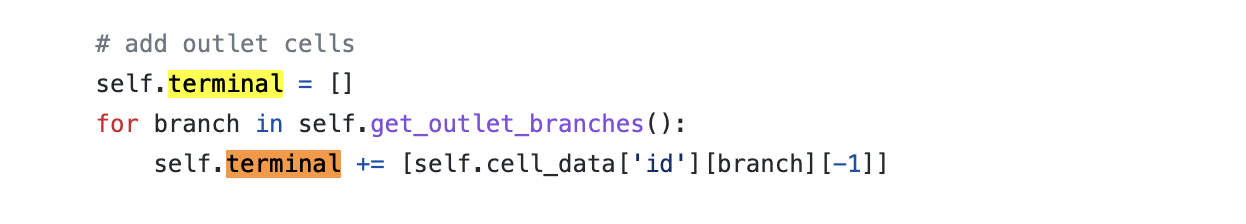 # add outlet cells
self.terminal = []
for branch in self.get_outlet_branches():
    self.terminal += [self.cell_data['id'][branch][-1]]